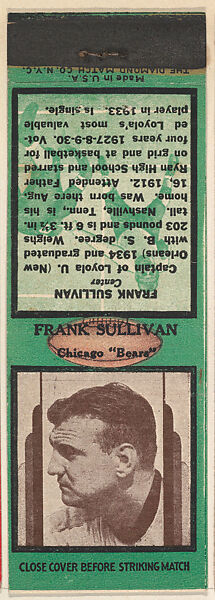 FRANK SULLIVAN
Chicago "Bears"
CLOSE COVER BEFORE STRIKING MATCH
FRANK SULLIVAN
Center
Captain of Loyola U. (New
Orleans) 1934 and graduated
with B. S. degree. Weighs
203 pounds and is 6 ft. 3¾ in.
tall. Nashville, Tenn., is his
home. Was born there Aug.
16, 1912. Attended Father
Ryan High School and starred
on grid and at basketball for
four years 1927-8-9-30. Vot-
ed Loyola's most valuable
player in 1933. Is single.
THE DIAMOND MATCH CO. N.Y.C.
Made in U.S.A.